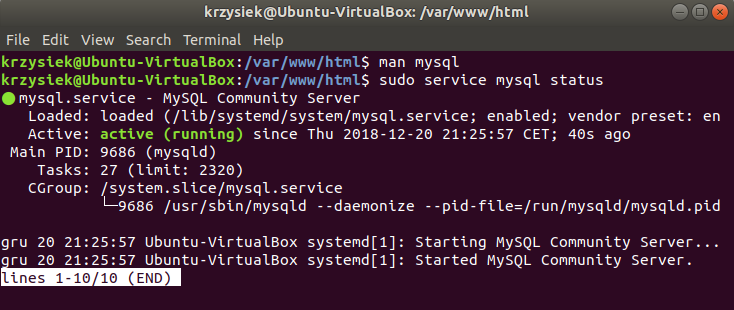 krzysiek@Ubuntu-VirtualBox: /var/www/html
File Edit View Search Terminal Help
krzysiek@Ubuntu-VirtualBox:/var/www/html$ man mysql
krzysiek@Ubuntu-VirtualBox:/var/www/html$ sudo service mysql status
● mysql.service - MySQL Community Server
   Loaded: loaded (/lib/systemd/system/mysql.service; enabled; vendor preset: en
   Active: active (running) since Thu 2018-12-20 21:25:57 CET; 40s ago
 Main PID: 9686 (mysqld)
    Tasks: 27 (limit: 2320)
   CGroup: /system.slice/mysql.service
           └─9686 /usr/sbin/mysqld --daemonize --pid-file=/run/mysqld/mysqld.pid
gru 20 21:25:57 Ubuntu-VirtualBox systemd[1]: Starting MySQL Community Server...
gru 20 21:25:57 Ubuntu-VirtualBox systemd[1]: Started MySQL Community Server.
lines 1-10/10 (END)